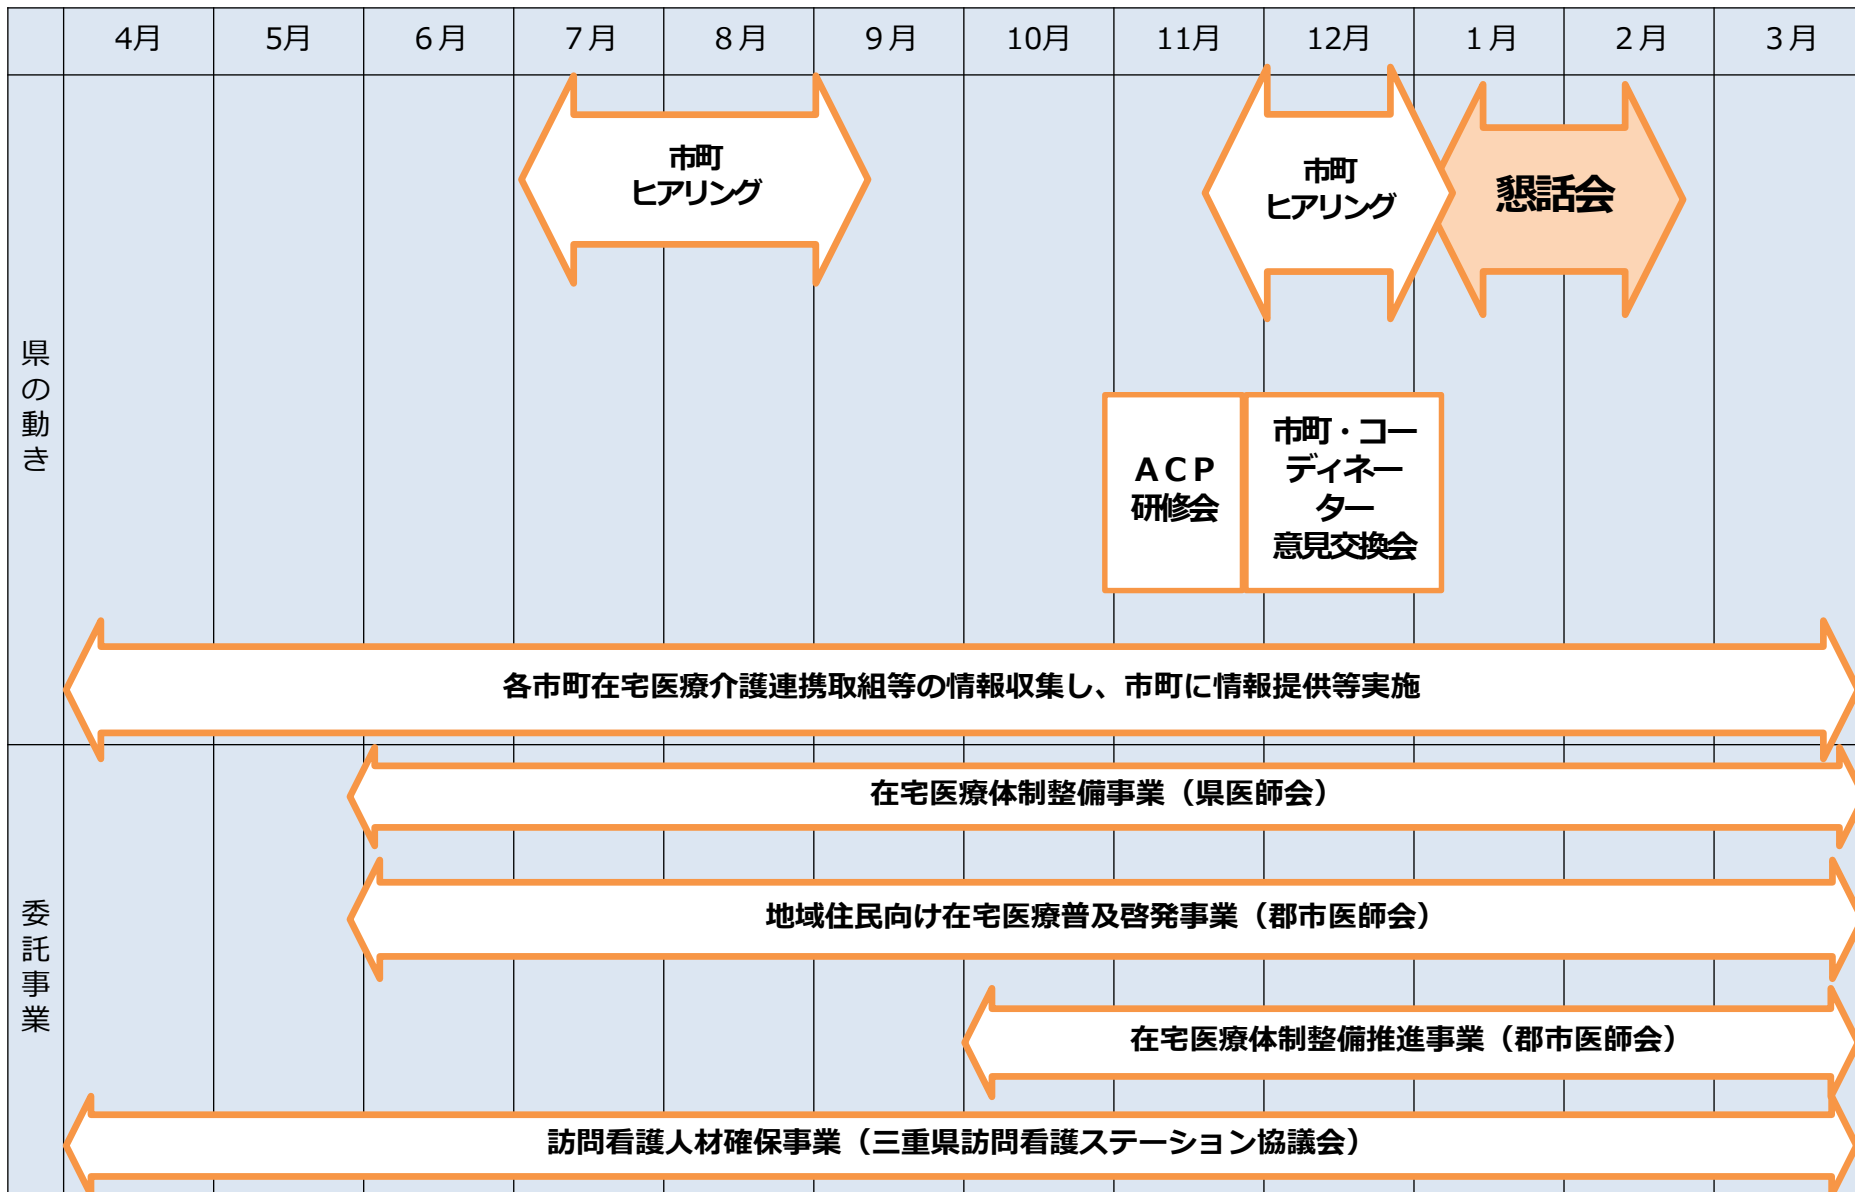 4月 5月 ６月 ７月 ８月 ９月 10月 11月 12月 １月 ２月 ３月
県の動き
市町
ヒアリング
市町
ヒアリング
懇話会
ＡＣＰ
研修会
市町・コー
ディネー
ター
意見交換会
各市町在宅医療介護連携取組等の情報収集し、市町に情報提供等実施
委託事業
在宅医療体制整備事業（県医師会）
地域住民向け在宅医療普及啓発事業（郡市医師会）
在宅医療体制整備推進事業（郡市医師会）
訪問看護人材確保事業（三重県訪問看護ステーション協議会）